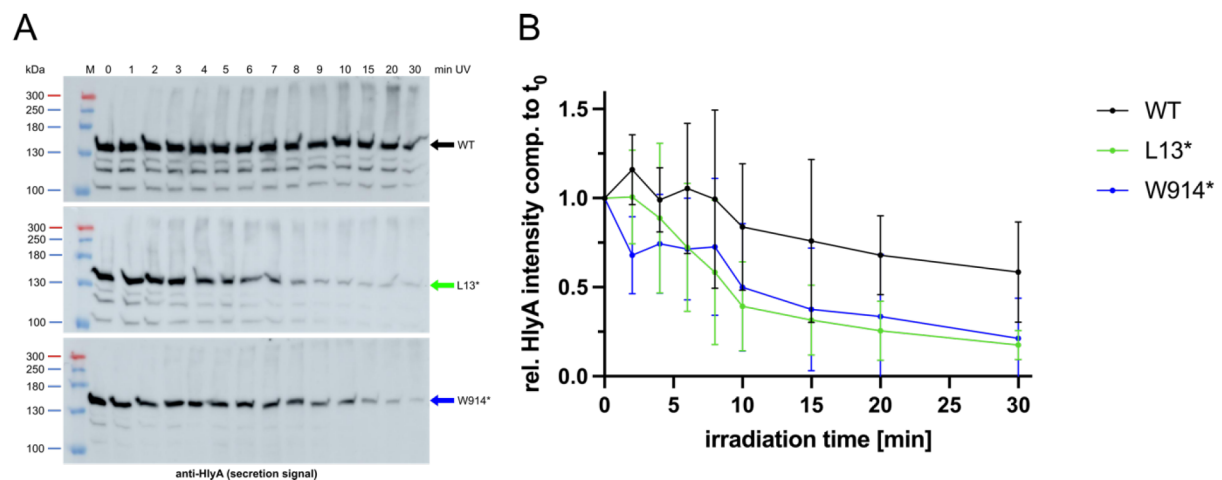 A
kDa M 0 1 2 3 4 5 6 7 8 9 10 15 20 30 min UV
300
250
180
130
100
WT
300
250
180
130
100
L13*
300
250
180
130
100
W914*
anti-HlyA (secretion signal)
B
rel. HlyA intensity comp. to t0
1.5
1.0
0.5
0.0
0 5 10 15 20 25 30
irradiation time [min]
WT
L13*
W914*